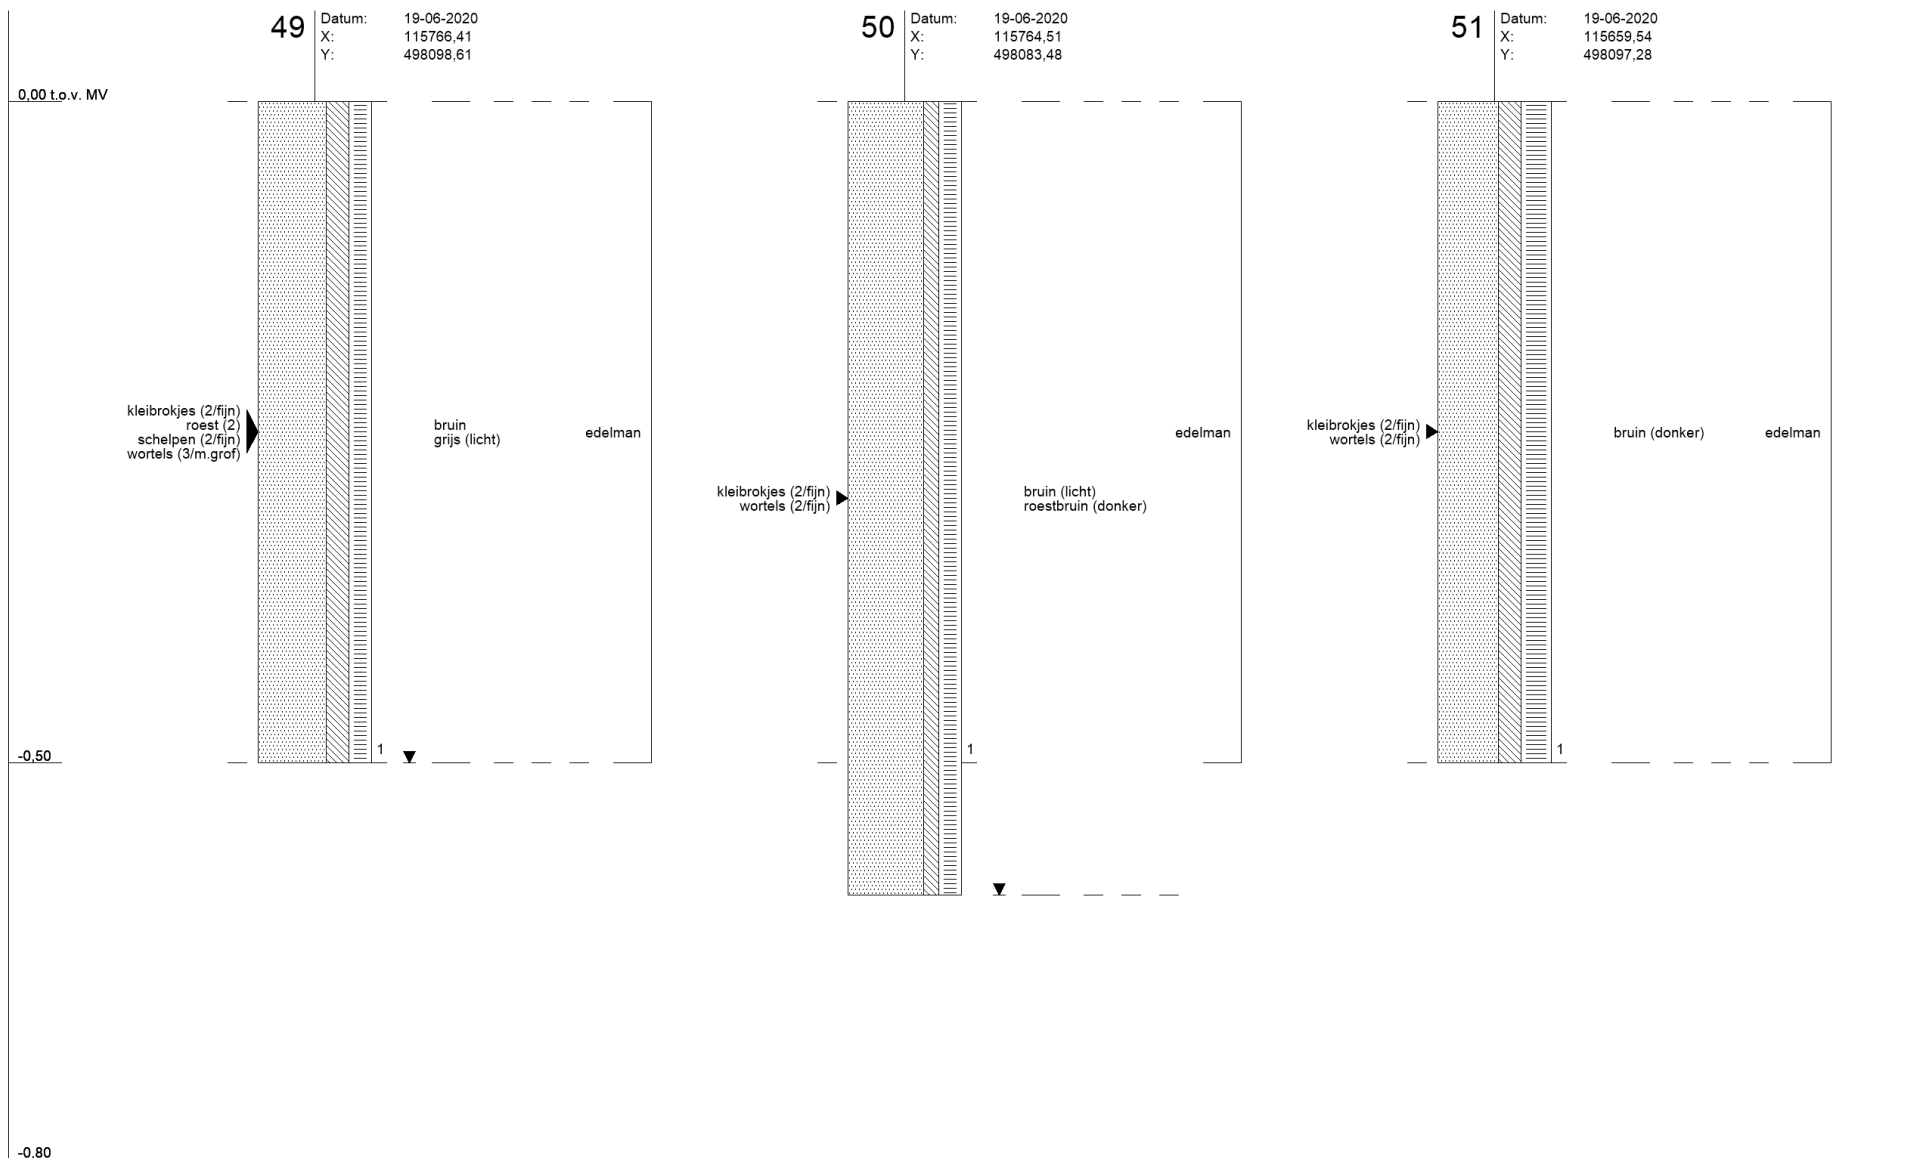 49
Datum: 19-06-2020
X: 115766,41
Y: 498098,61
50
Datum: 19-06-2020
X: 115764,51
Y: 498083,48
51
Datum: 19-06-2020
X: 115659,54
Y: 498097,28
0,00 t.o.v. MV
kleibrokjes (2/fijn)
roest (2)
schelpen (2/fijn)
wortels (3/m.grof)
bruin
grijs (licht)
edelman
1
kleibrokjes (2/fijn)
wortels (2/fijn)
bruin (licht)
roestbruin (donker)
edelman
1
kleibrokjes (2/fijn)
wortels (2/fijn)
bruin (donker)
edelman
1
-0,50
-0,80